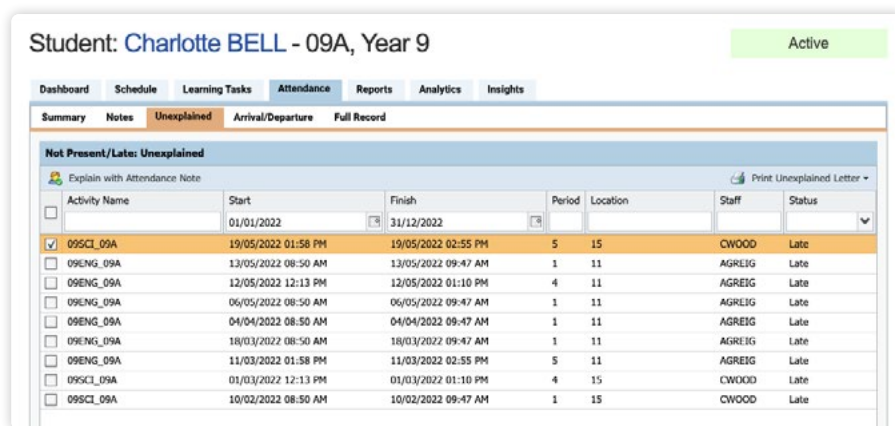 Student: Charlotte BELL - 09A, Year 9 Active
Dashboard Schedule Learning Tasks Attendance Reports Analytics Insights
Summary Notes Unexplained Arrival/Departure Full Record
Not Present/Late: Unexplained
Explain with Attendance Note Print Unexplained Letter
Activity Name Start Finish Period Location Staff Status
01/01/2022 31/12/2022
09SCI_09A 19/05/2022 01:58 PM 19/05/2022 02:55 PM 5 15 CWOOD Late
09ENG_09A 13/05/2022 08:50 AM 13/05/2022 09:47 AM 1 11 AGREIG Late
09ENG_09A 12/05/2022 12:13 PM 12/05/2022 01:10 PM 4 11 AGREIG Late
09ENG_09A 06/05/2022 08:50 AM 06/05/2022 09:47 AM 1 11 AGREIG Late
09ENG_09A 04/04/2022 08:50 AM 04/04/2022 09:47 AM 1 11 AGREIG Late
09ENG_09A 18/03/2022 08:50 AM 18/03/2022 09:47 AM 1 11 AGREIG Late
09ENG_09A 11/03/2022 01:58 PM 11/03/2022 02:55 PM 5 11 AGREIG Late
09SCI_09A 01/03/2022 12:13 PM 01/03/2022 01:10 PM 4 15 CWOOD Late
09SCI_09A 10/02/2022 08:50 AM 10/02/2022 09:47 AM 1 15 CWOOD Late